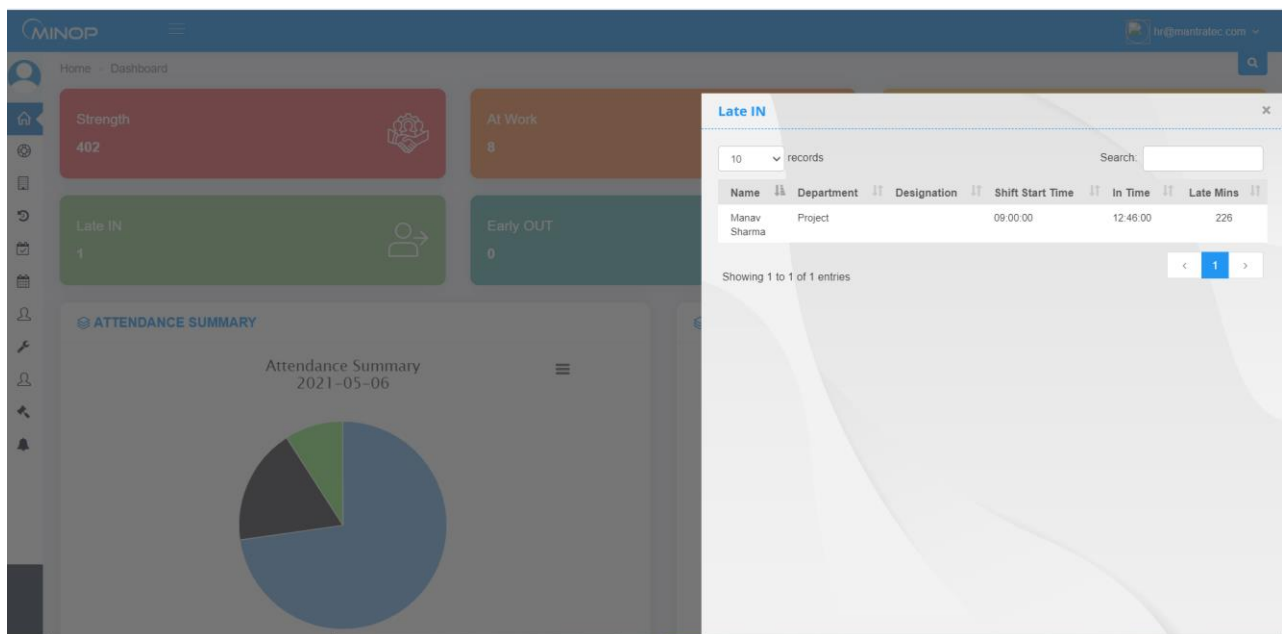 MINOP
hr@mantratec.com
Home - Dashboard
Strength
402
At Work
8
Late IN
1
Early OUT
0
ATTENDANCE SUMMARY
Attendance Summary
2021-05-06
Late IN
×
10 records
Search:
Name Department Designation Shift Start Time In Time Late Mins
Manav Project 09:00:00 12:46:00 226
Sharma
Showing 1 to 1 of 1 entries
< 1 >